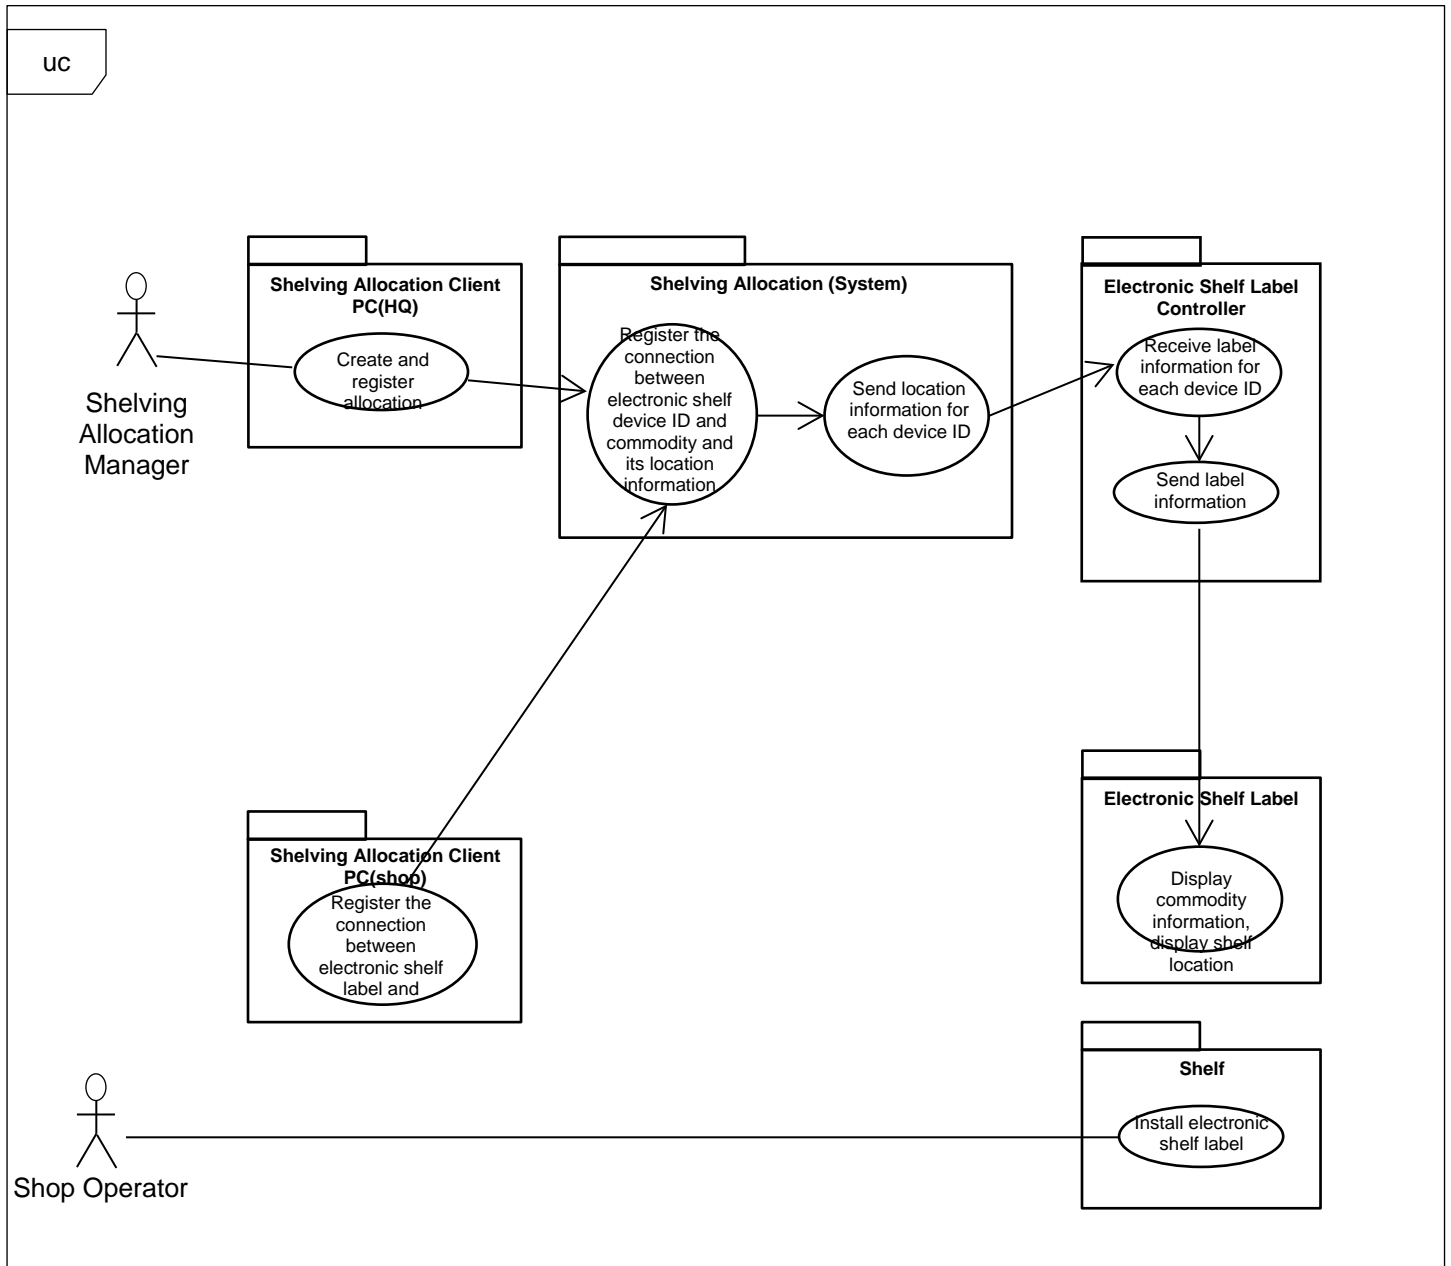 uc
Shelving Allocation Client
PC(HQ)
Create and
register
allocation
Shelving
Allocation
Manager
Shelving Allocation (System)
Register the
connection
between
electronic shelf
device ID and
commodity and
its location
information
Send location
information for
each device ID
Electronic Shelf Label
Controller
Receive label
information for
each device ID
Send label
information
Electronic Shelf Label
Display
commodity
information,
display shelf
location
Shelving Allocation Client
PC(shop)
Register the
connection
between
electronic shelf
label and
Shelf
Install electronic
shelf label
Shop Operator